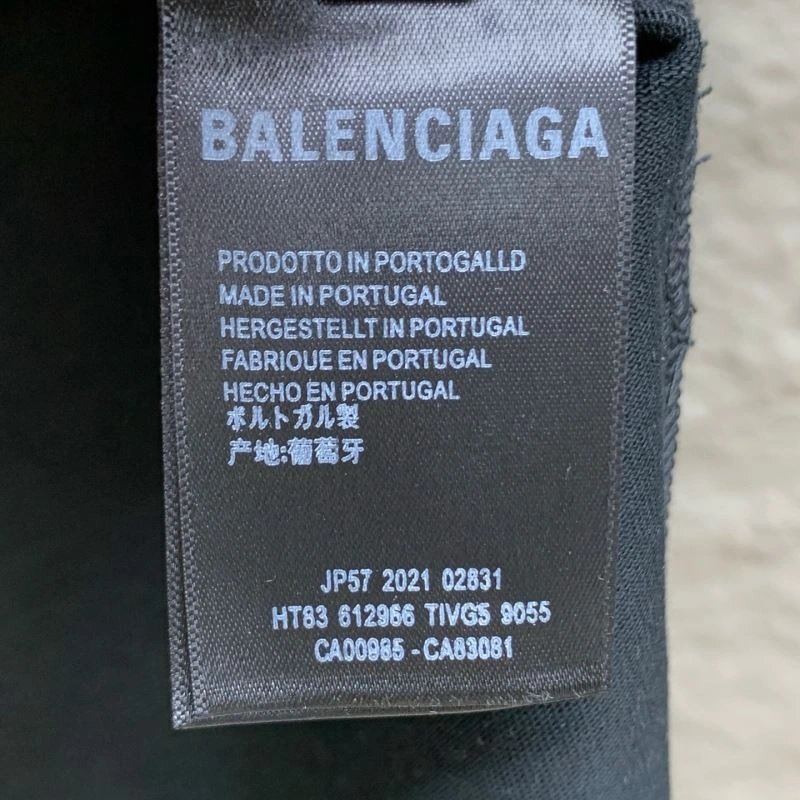 BALENCIAGA
PRODOTTO IN PORTOGALLD
MADE IN PORTUGAL
HERGESTELLT IN PORTUGAL
FABRIQUE EN PORTUGAL
HECHO EN PORTUGAL
ポルトガル製
产地:葡萄牙
JP57 2021 02831
HT83 612966 TIVG5 9055
CA00985 - CA83081